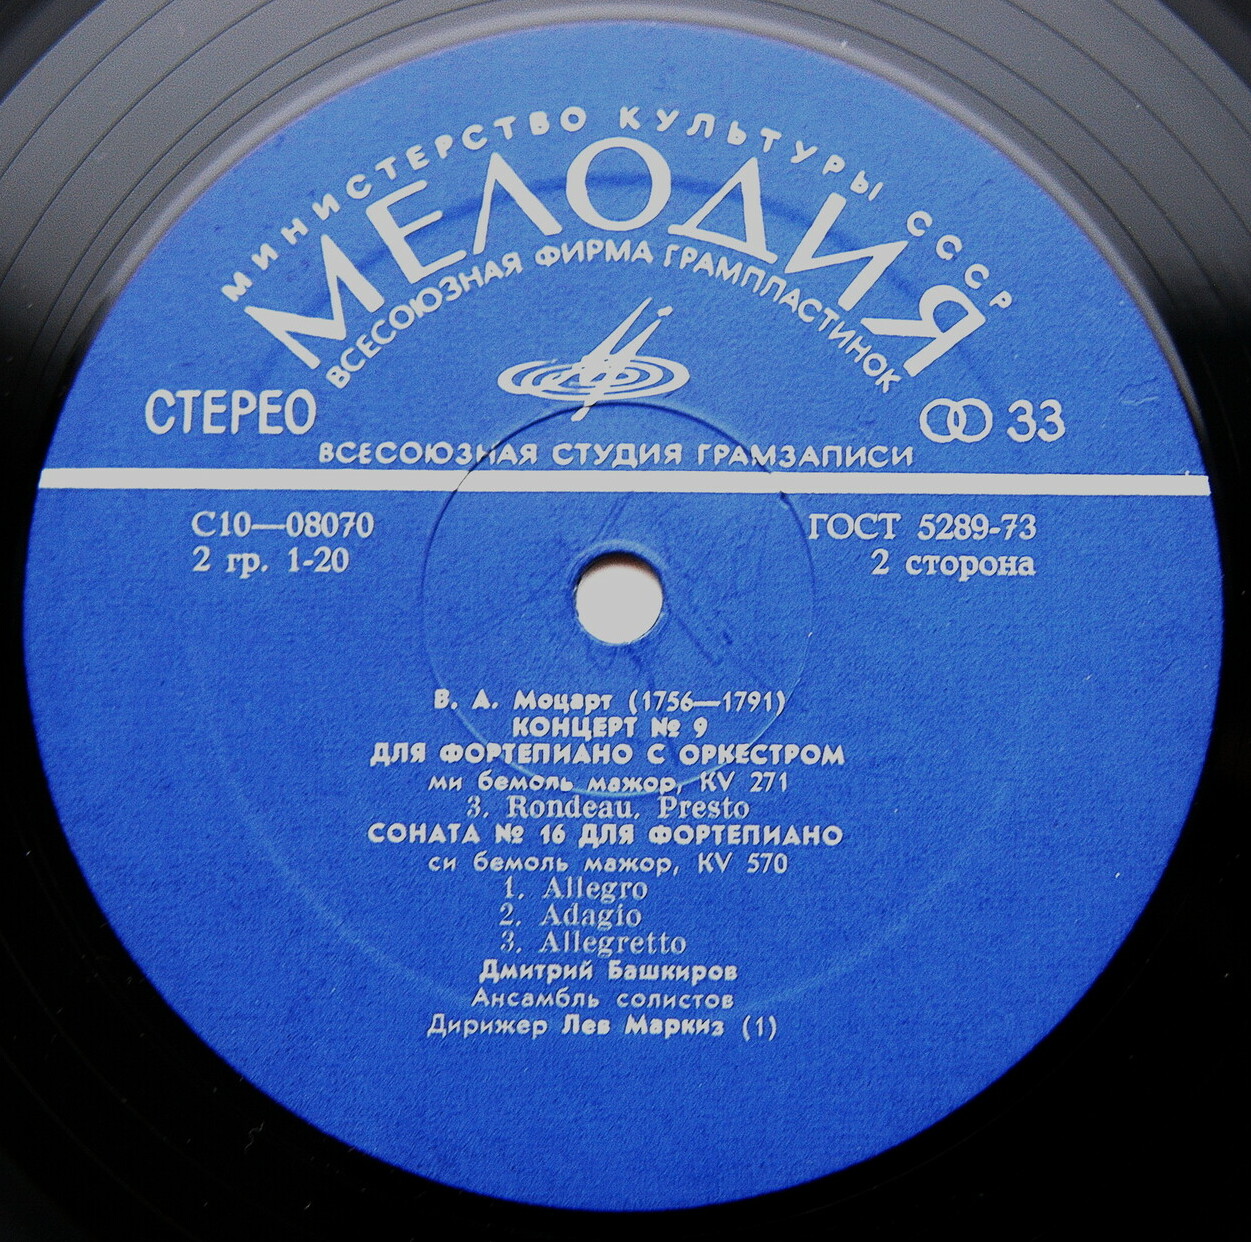 МИНИСТЕРСТВО КУЛЬТУРЫ СССР
МЕЛОДИЯ
ВСЕСОЮЗНАЯ ФИРМА ГРАМПЛАСТИНОК
СТЕРЕО
33
ВСЕСОЮЗНАЯ СТУДИЯ ГРАМЗАПИСИ
С10—08070
ГОСТ 5289-73
2 гр. 1-20
2 сторона
В. А. Моцарт (1756—1791)
КОНЦЕРТ № 9
ДЛЯ ФОРТЕПИАНО С ОРКЕСТРОМ
ми бемоль мажор, KV 271
3. Rondeau. Presto
СОНАТА № 16 ДЛЯ ФОРТЕПИАНО
си бемоль мажор, KV 570
1. Allegro
2. Adagio
3. Allegretto
Дмитрий Башкиров
Ансамбль солистов
Дирижер Лев Маркиз (1)